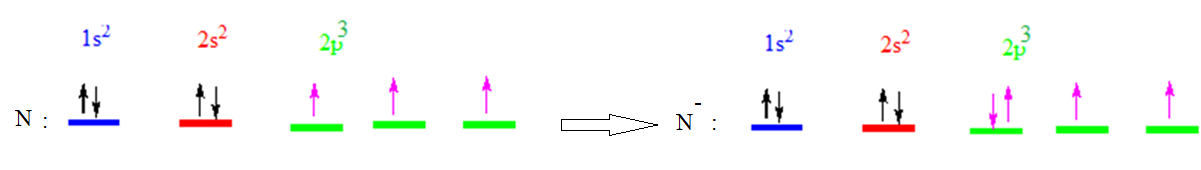 1s² 2s² 2p³ 1s² 2s² 2p³
N : N⁻ :